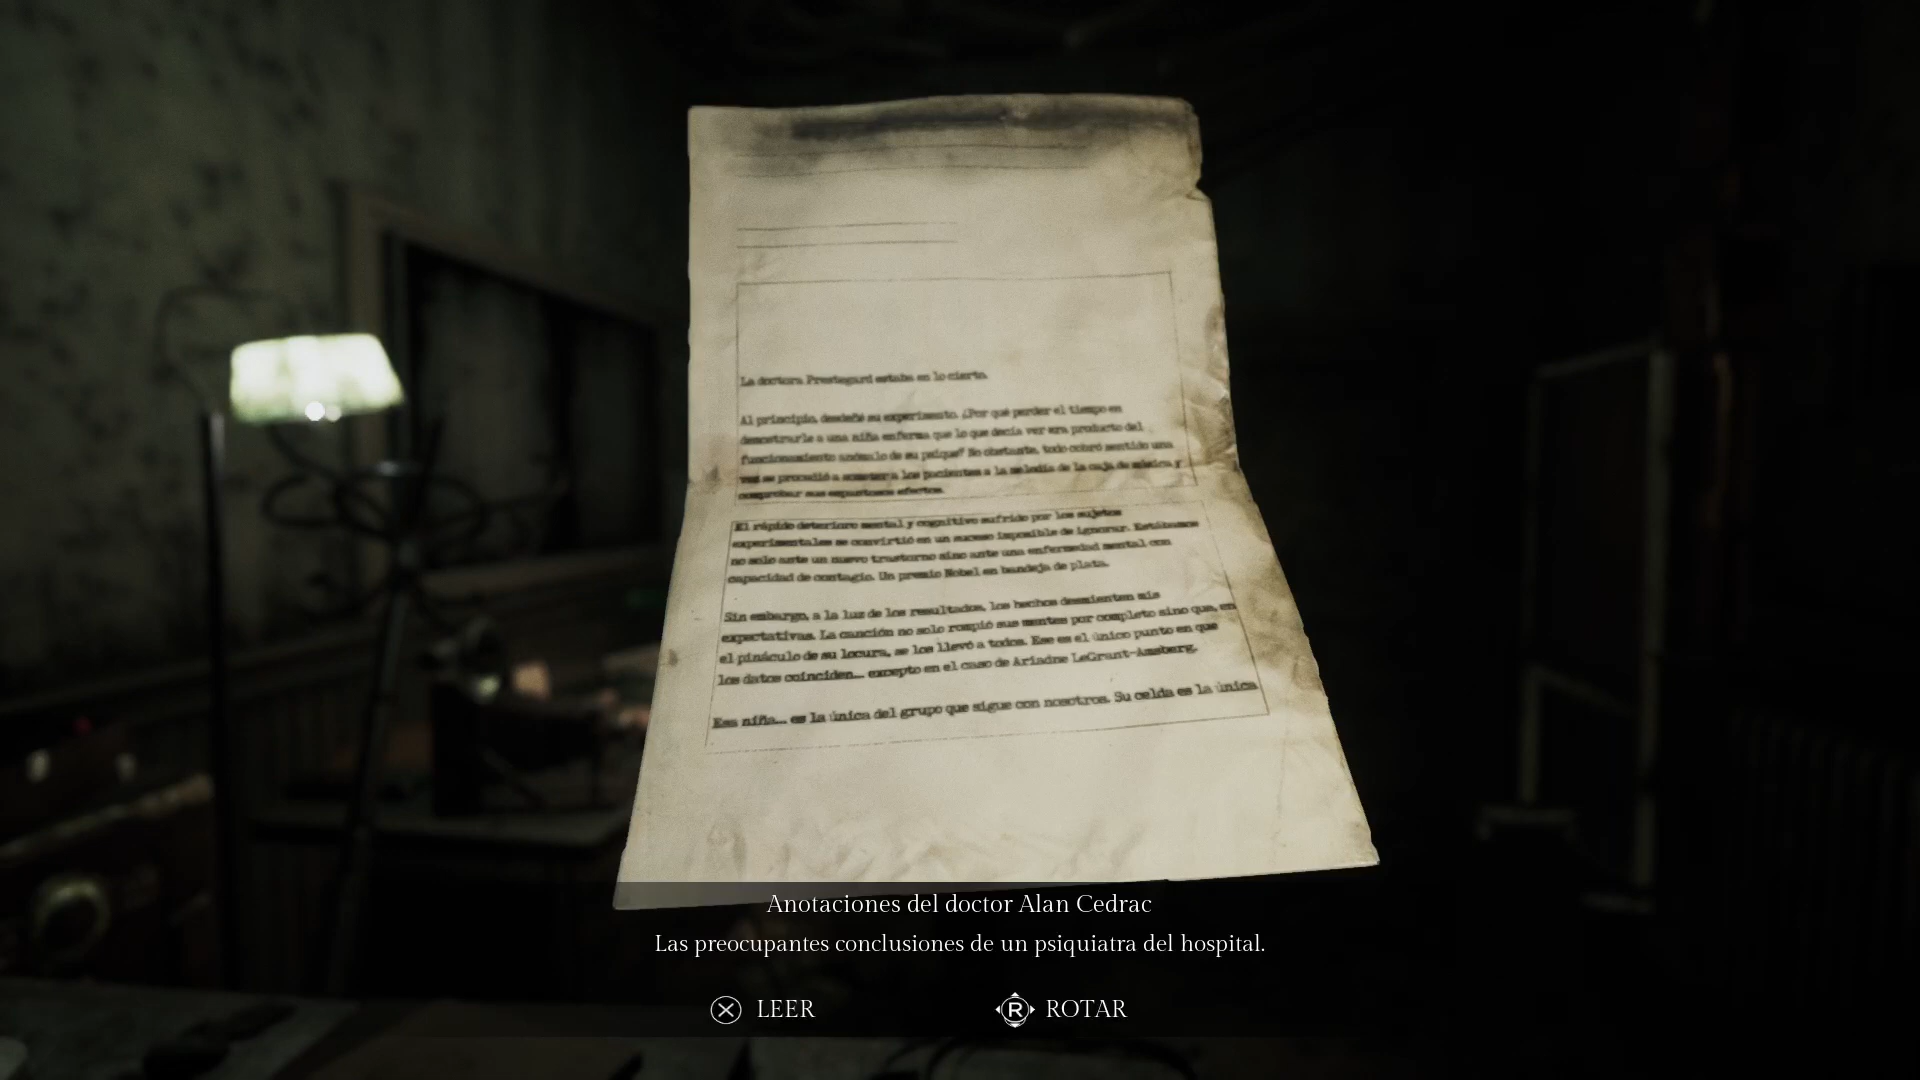 La doctora Prestegard estaba en lo cierto.
Al principio, desdeñé su experimento. ¿Por qué perder el tiempo en
demostrarle a una niña enferma que lo que decía ver era producto del
funcionamiento anómalo de su psique? No obstante, todo cobró sentido una
vez se procedió a someter a los pacientes a la melodía de la caja de música y
comprobar sus espantosos efectos.
El rápido deterioro mental y cognitivo sufrido por los sujetos
experimentales se convirtió en un suceso imposible de ignorar. Estábamos
no solo ante un nuevo trastorno sino ante una enfermedad mental con
capacidad de contagio. Un premio Nobel en bandeja de plata.
Sin embargo, a la luz de los resultados, los hechos desmienten mis
expectativas. La canción no solo rompió sus mentes por completo sino que, en
el pináculo de su locura, se los llevó a todos. Ese es el único punto en que
los datos coinciden... excepto en el caso de Ariadne LeGrant-Amsberg.
Esa niña... es la única del grupo que sigue con nosotros. Su celda es la única
Anotaciones del doctor Alan Cedrac
Las preocupantes conclusiones de un psiquiatra del hospital.
LEER
R ROTAR